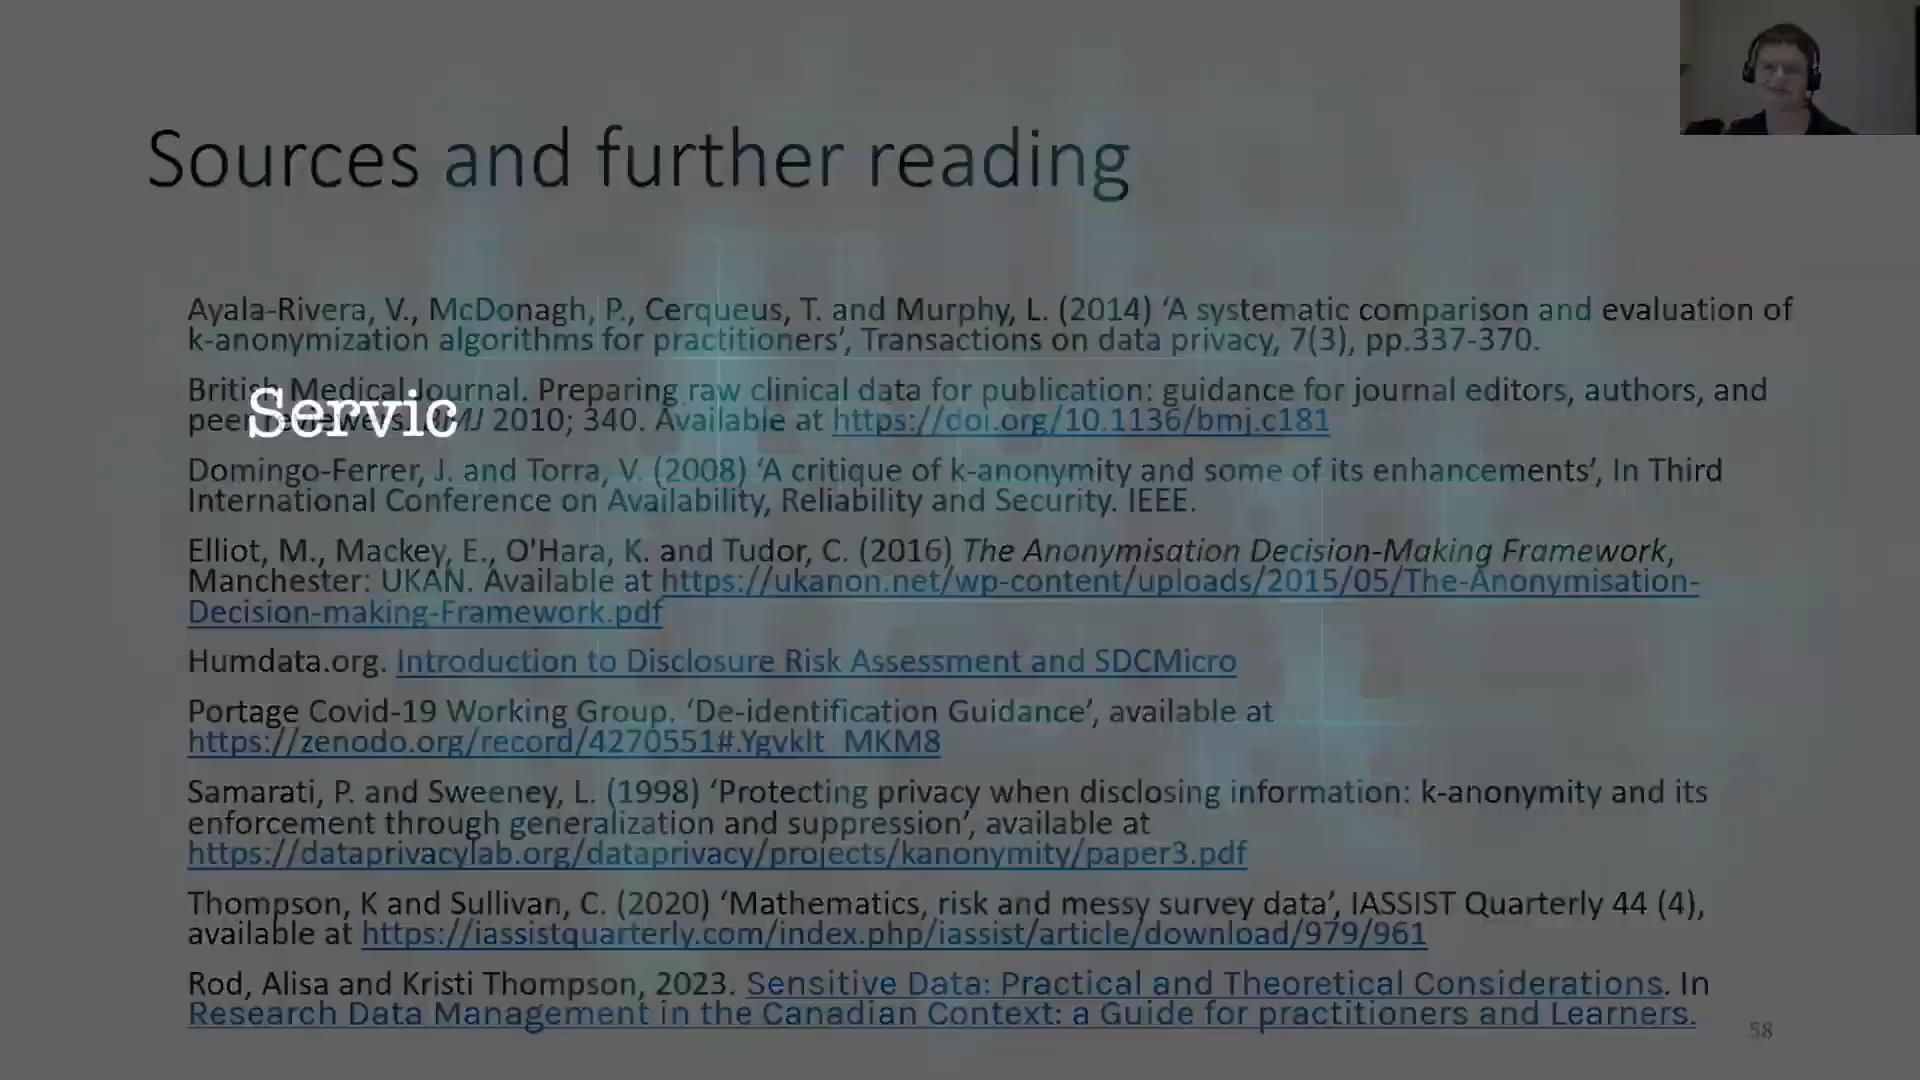 Sources and further reading
Ayala-Rivera, V., McDonagh, P., Cerqueus, T. and Murphy, L. (2014) ‘A systematic comparison and evaluation of
k-anonymization algorithms for practitioners’, Transactions on data privacy, 7(3), pp.337-370.
British Medical Journal. Preparing raw clinical data for publication: guidance for journal editors, authors, and
peer reviewers. BMJ 2010; 340. Available at https://doi.org/10.1136/bmj.c181
Servic
Domingo-Ferrer, J. and Torra, V. (2008) ‘A critique of k-anonymity and some of its enhancements’, In Third
International Conference on Availability, Reliability and Security. IEEE.
Elliot, M., Mackey, E., O'Hara, K. and Tudor, C. (2016) The Anonymisation Decision-Making Framework,
Manchester: UKAN. Available at https://ukanon.net/wp-content/uploads/2015/05/The-Anonymisation-
Decision-making-Framework.pdf
Humdata.org. Introduction to Disclosure Risk Assessment and SDCMicro
Portage Covid-19 Working Group. ‘De-identification Guidance’, available at
https://zenodo.org/record/4270551#.Ygvklt_MKM8
Samarati, P. and Sweeney, L. (1998) ‘Protecting privacy when disclosing information: k-anonymity and its
enforcement through generalization and suppression’, available at
https://dataprivacylab.org/dataprivacy/projects/kanonymity/paper3.pdf
Thompson, K and Sullivan, C. (2020) ‘Mathematics, risk and messy survey data’, IASSIST Quarterly 44 (4),
available at https://iassistquarterly.com/index.php/iassist/article/download/979/961
Rod, Alisa and Kristi Thompson, 2023. Sensitive Data: Practical and Theoretical Considerations. In
Research Data Management in the Canadian Context: a Guide for practitioners and Learners.
58